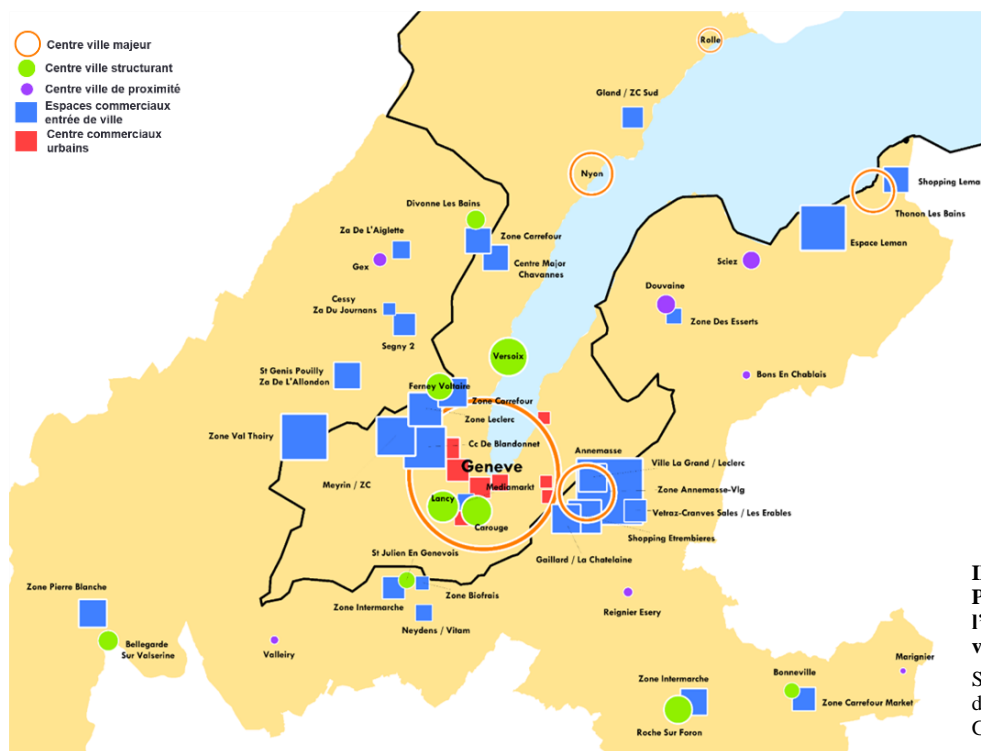 Centre ville majeur
Centre ville structurant
Centre ville de proximité
Espaces commerciaux
entrée de ville
Centre commerciaux
urbains
Rolle
Gland / ZC Sud
Nyon
Shopping Lema
Thonon Les Bains
Espace Leman
Divonne Les Bains
Zone Carrefour
Centre Major
Chavannes
Za De L'Aiglette
Gex
Sciez
Douvaine
Zone Des Esserts
Cessy
Za Du Journans
Segny 2
Versoix
St Genis Pouilly
Za De L'Allondon
Bons En Chablais
Ferney Voltaire
Zone Carrefour
Zone Leclerc
Zone Val Thoiry
Cc De Blandonnet
Annemasse
Ville La Grand / Leclerc
Geneve
Meyrin / ZC
Mediamarkt
Zone Annemasse-Vlg
Lancy
Carouge
Vetraz-Cranves Sales / Les Erables
Shopping Etrembieres
Gaillard / La Chatelaine
St Julien En Genevois
Zone Biofrais
Zone Intermarche
Neydens / Vitam
Zone Pierre Blanche
Bellegarde
Sur Valserine
Valleiry
Reignier Esery
Marignier
Zone Intermarche
Roche Sur Foron
Bonneville
Zone Carrefour Market
l'
v
S
d